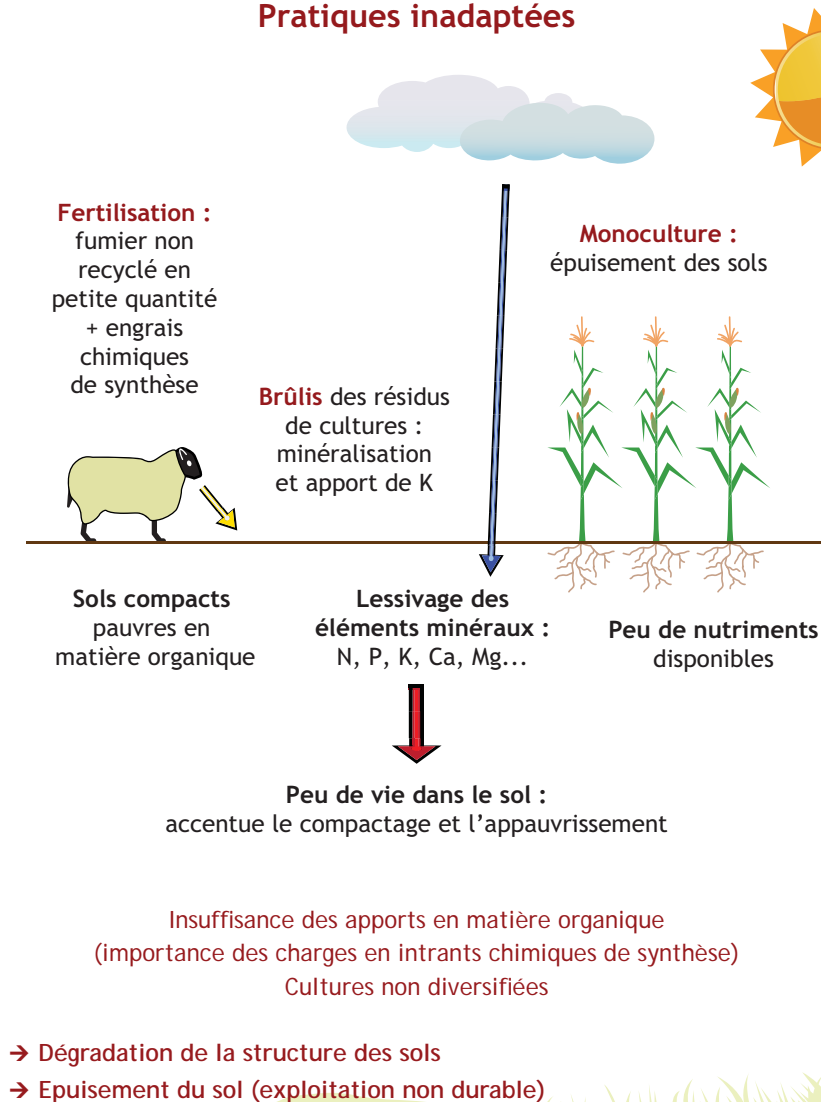 Pratiques inadaptées
Fertilisation :
fumier non
recyclé en
petite quantité
+ engrais
chimiques
de synthèse
Brûlis des résidus
de cultures :
minéralisation
et apport de K
Monoculture :
épuisement des sols
Sols compacts
pauvres en
matière organique
Lessivage des
éléments minéraux :
N, P, K, Ca, Mg...
Peu de nutriments
disponibles
Peu de vie dans le sol :
accentue le compactage et l'appauvrissement
Insuffisance des apports en matière organique
(importance des charges en intrants chimiques de synthèse)
Cultures non diversifiées
→ Dégradation de la structure des sols
→ Epuisement du sol (exploitation non durable)